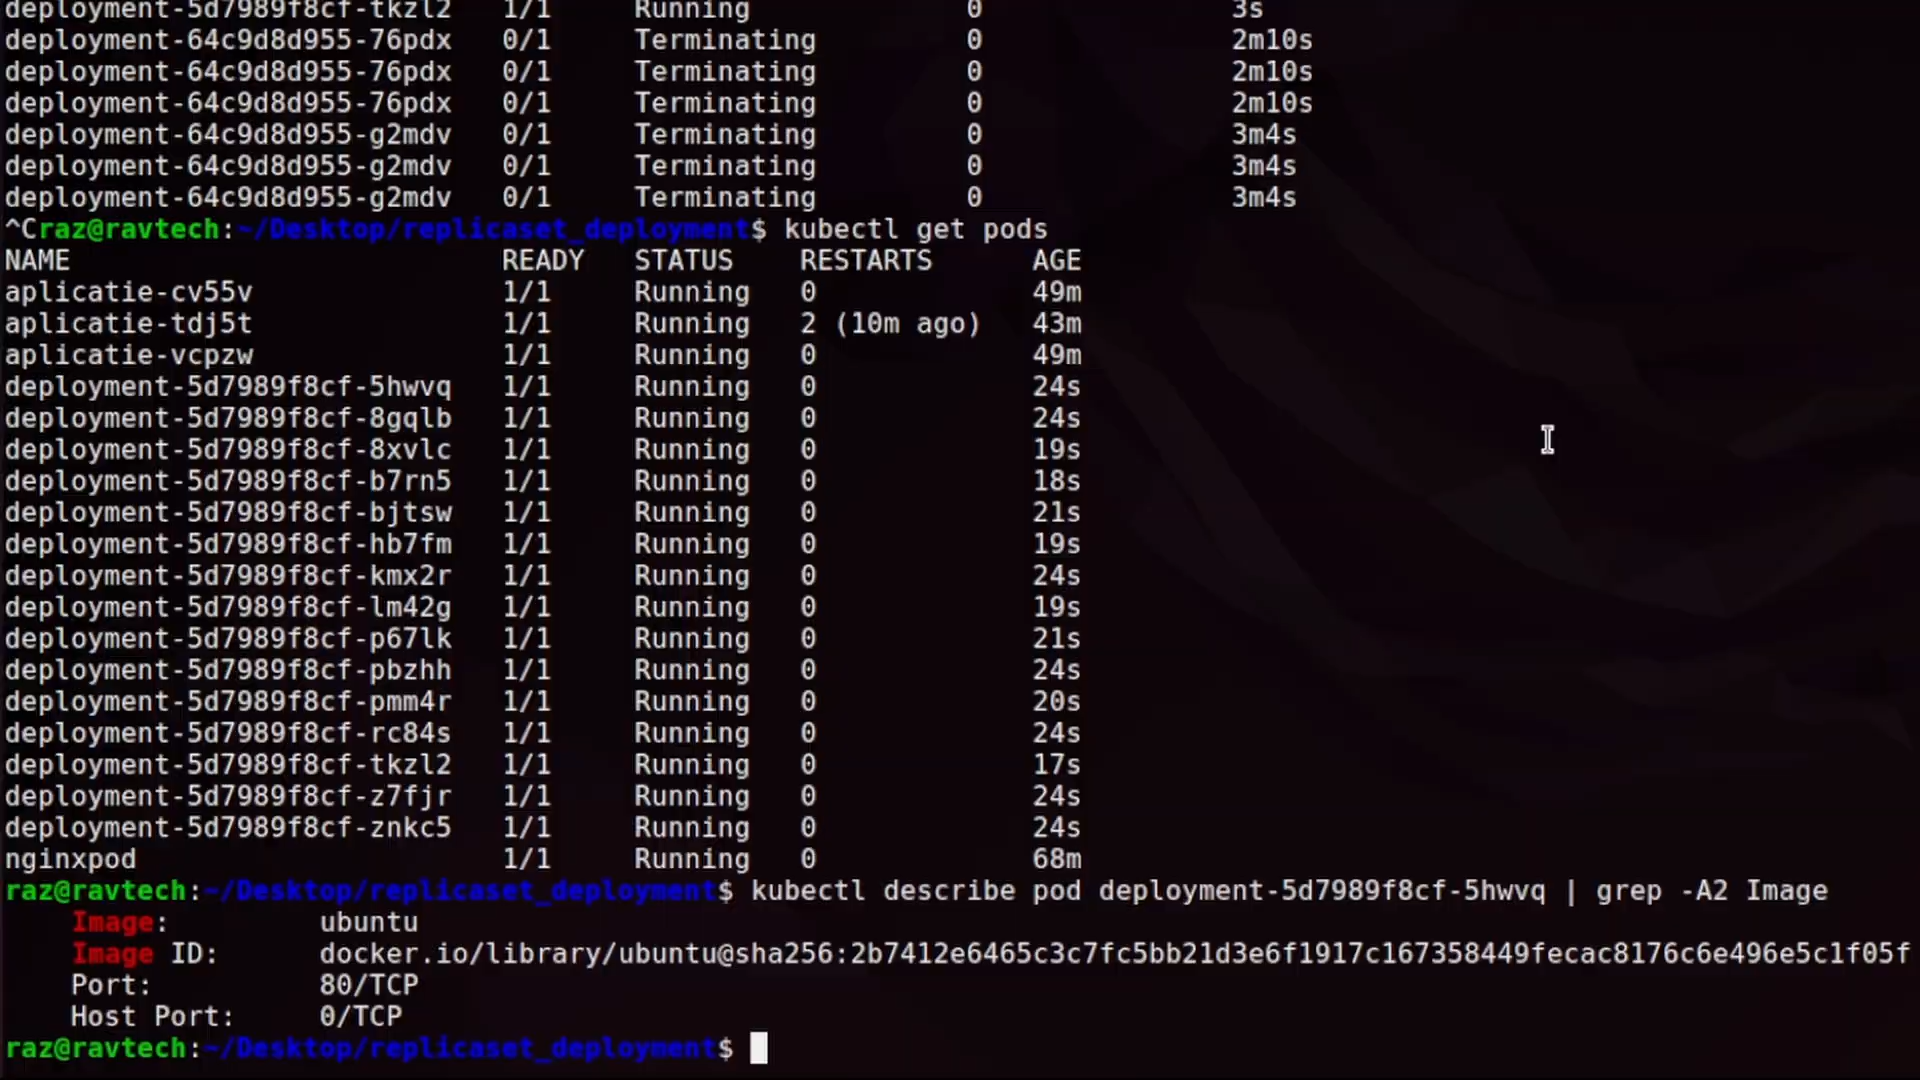 deployment-5d7989f8cf-tkzl2   1/1     Running             0               3s
deployment-64c9d8d955-76pdx   0/1     Terminating         0               2m10s
deployment-64c9d8d955-76pdx   0/1     Terminating         0               2m10s
deployment-64c9d8d955-76pdx   0/1     Terminating         0               2m10s
deployment-64c9d8d955-g2mdv   0/1     Terminating         0               3m4s
deployment-64c9d8d955-g2mdv   0/1     Terminating         0               3m4s
deployment-64c9d8d955-g2mdv   0/1     Terminating         0               3m4s
^Craz@ravtech:~/Desktop/replicaset_deployment$ kubectl get pods
NAME                          READY   STATUS    RESTARTS      AGE
aplicatie-cv55v               1/1     Running   0             49m
aplicatie-tdj5t               1/1     Running   2 (10m ago)   43m
aplicatie-vcpzw               1/1     Running   0             49m
deployment-5d7989f8cf-5hwvq   1/1     Running   0             24s
deployment-5d7989f8cf-8gqlb   1/1     Running   0             24s
deployment-5d7989f8cf-8xvlc   1/1     Running   0             19s
deployment-5d7989f8cf-b7rn5   1/1     Running   0             18s
deployment-5d7989f8cf-bjtsw   1/1     Running   0             21s
deployment-5d7989f8cf-hb7fm   1/1     Running   0             19s
deployment-5d7989f8cf-kmx2r   1/1     Running   0             24s
deployment-5d7989f8cf-lm42g   1/1     Running   0             19s
deployment-5d7989f8cf-p67lk   1/1     Running   0             21s
deployment-5d7989f8cf-pbzhh   1/1     Running   0             24s
deployment-5d7989f8cf-pmm4r   1/1     Running   0             20s
deployment-5d7989f8cf-rc84s   1/1     Running   0             24s
deployment-5d7989f8cf-tkzl2   1/1     Running   0             17s
deployment-5d7989f8cf-z7fjr   1/1     Running   0             24s
deployment-5d7989f8cf-znkc5   1/1     Running   0             24s
nginxpod                      1/1     Running   0             68m
raz@ravtech:~/Desktop/replicaset_deployment$ kubectl describe pod deployment-5d7989f8cf-5hwvq | grep -A2 Image
    Image:         ubuntu
    Image ID:      docker.io/library/ubuntu@sha256:2b7412e6465c3c7fc5bb21d3e6f1917c167358449fecac8176c6e496e5c1f05f
    Port:          80/TCP
    Host Port:     0/TCP
raz@ravtech:~/Desktop/replicaset_deployment$